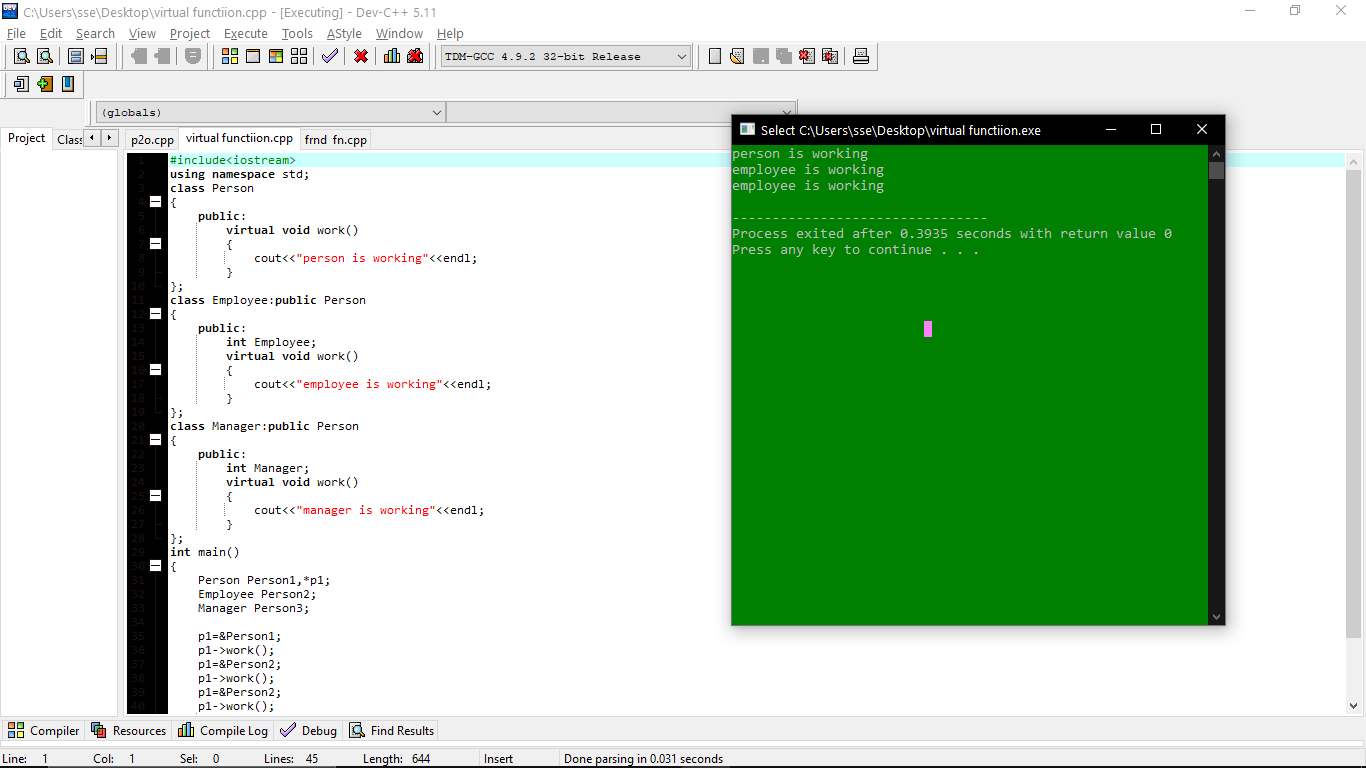 C:\Users\sse\Desktop\virtual functiion.cpp - [Executing] - Dev-C++ 5.11
File Edit Search View Project Execute Tools AStyle Window Help
TDM-GCC 4.9.2 32-bit Release
(globals)
Project Class
p2o.cpp virtual functiion.cpp frnd fn.cpp
1 #include<iostream>
2 using namespace std;
3 class Person
4 {
5 public:
6 virtual void work()
7 {
8 cout<<"person is working"<<endl;
9 }
10 };
11 class Employee:public Person
12 {
13 public:
14 int Employee;
15 virtual void work()
16 {
17 cout<<"employee is working"<<endl;
18 }
19 };
20 class Manager:public Person
21 {
22 public:
23 int Manager;
24 virtual void work()
25 {
26 cout<<"manager is working"<<endl;
27 }
28 };
29 int main()
30 {
31 Person Person1,*p1;
32 Employee Person2;
33 Manager Person3;
34
35 p1=&Person1;
36 p1->work();
37 p1=&Person2;
38 p1->work();
39 p1=&Person2;
40 p1->work();
Select C:\Users\sse\Desktop\virtual functiion.exe
person is working
employee is working
employee is working
--------------------------------
Process exited after 0.3935 seconds with return value 0
Press any key to continue . . .
Compiler Resources Compile Log Debug Find Results
Line: 1 Col: 1 Sel: 0 Lines: 45 Length: 644 Insert Done parsing in 0.031 seconds